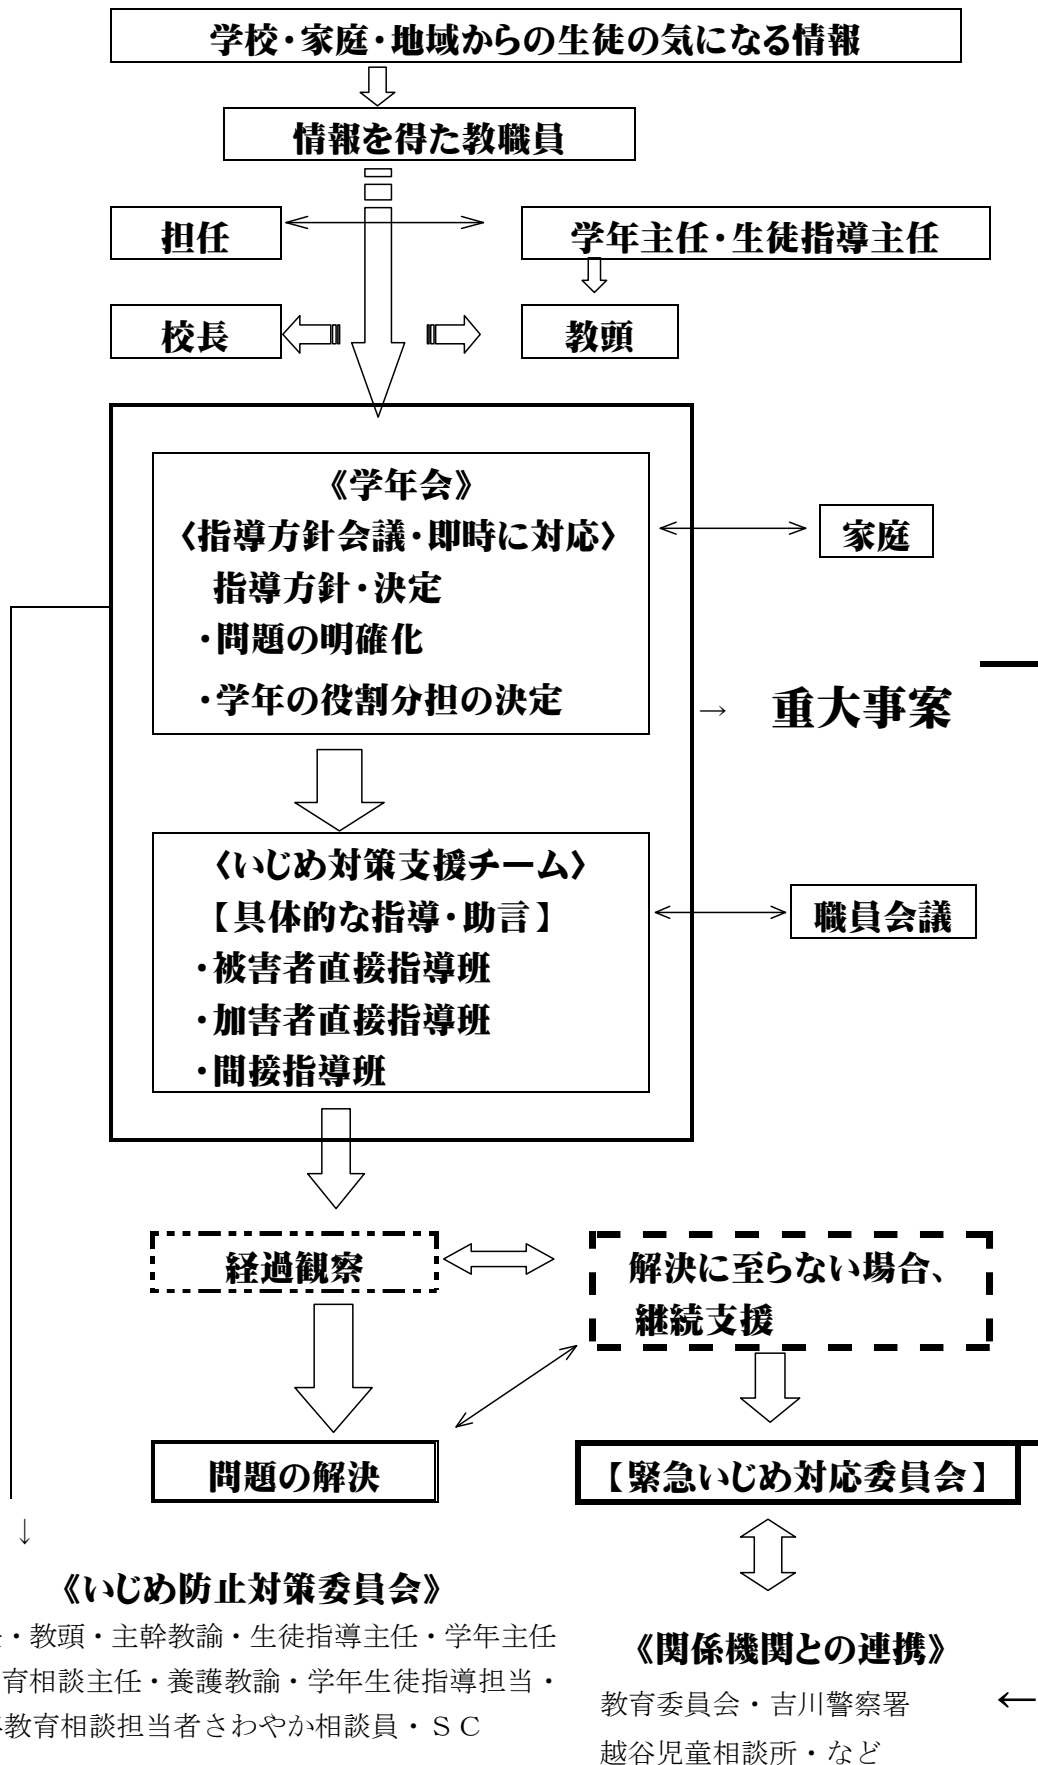 学校・家庭・地域からの生徒の気になる情報
情報を得た教職員
担任
学年主任・生徒指導主任
校長
教頭
《学年会》
〈指導方針会議・即時に対応〉
指導方針・決定
・問題の明確化
・学年の役割分担の決定
家庭
→ 重大事案
〈いじめ対策支援チーム〉
【具体的な指導・助言】
・被害者直接指導班
・加害者直接指導班
・間接指導班
職員会議
経過観察
解決に至らない場合、
継続支援
問題の解決
【緊急いじめ対応委員会】
↓
《いじめ防止対策委員会》
・教頭・主幹教諭・生徒指導主任・学年主任
育相談主任・養護教諭・学年生徒指導担当・
教育相談担当者さわやか相談員・ＳＣ
《関係機関との連携》
教育委員会・吉川警察署
←
越谷児童相談所・など